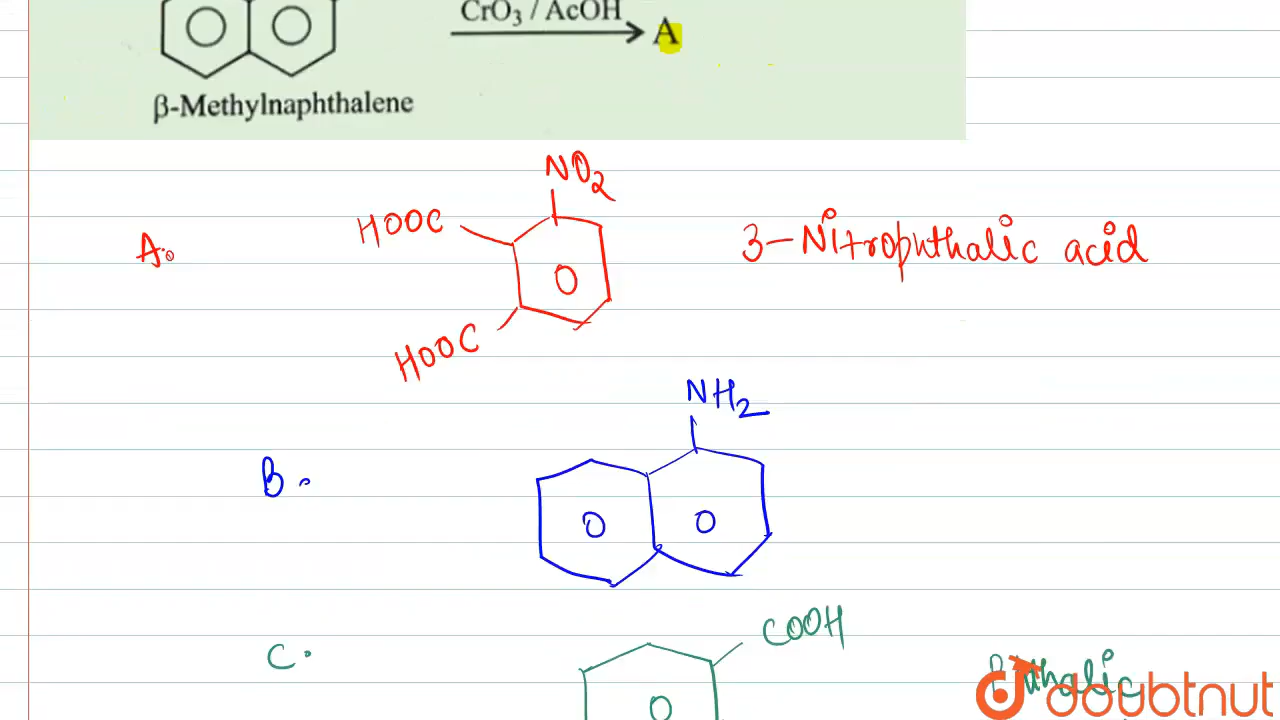 CrO3 / AcOH
A
β-Methylnaphthalene
NO2
HOOC
A:
3-Nitrophthalic acid
HOOC
NH2
B.
COOH
C.
doubtnut